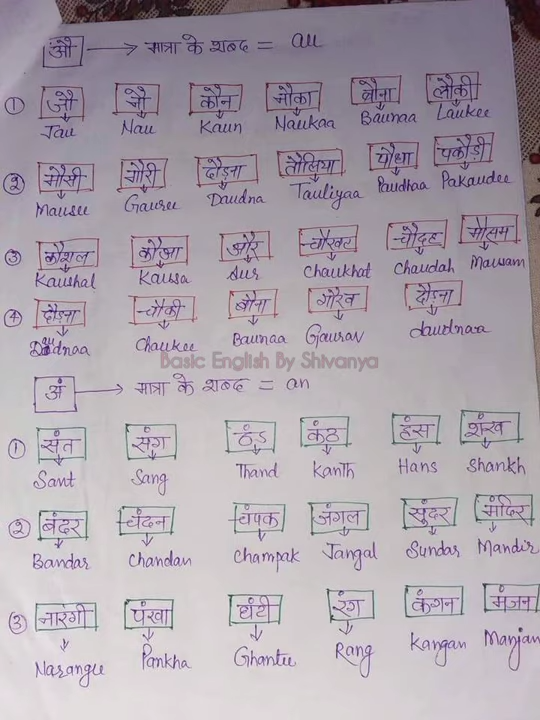 औ → मात्रा के शब्द = au
① जौ नौ कौन नौका बौना लौकी
Jau Nau Kaun Naukaa Baunaa Laukee
② मौसी गौरी दौड़ना तौलिया पौधा पकौड़ी
Mausee Gauree Daudna Tauliyaa Paudhaa Pakaudee
③ कौशल कौआ और चौखट चौदह मौसम
Kaushal Kaussa Aur Chaukhat Chaudah Mausam
④ दौड़ना चौकी बौना गौरव दौड़ना
Daudnaa Chaukee Baunaa Gaurav daudnaa
Basic English By Shivanya
अं → मात्रा के शब्द = an
① संत संग ठंड कंठ हंस शंख
Sant Sang Thand Kanth Hans Shankh
② बंदर चंदन चंपक जंगल सुंदर मंदिर
Bandar Chandan Champak Jangal Sundar Mandir
③ नारंगी पंखा घंटी रंग कंगन मंजन
Narangee Pankha Ghantee Rang Kangan Manjan